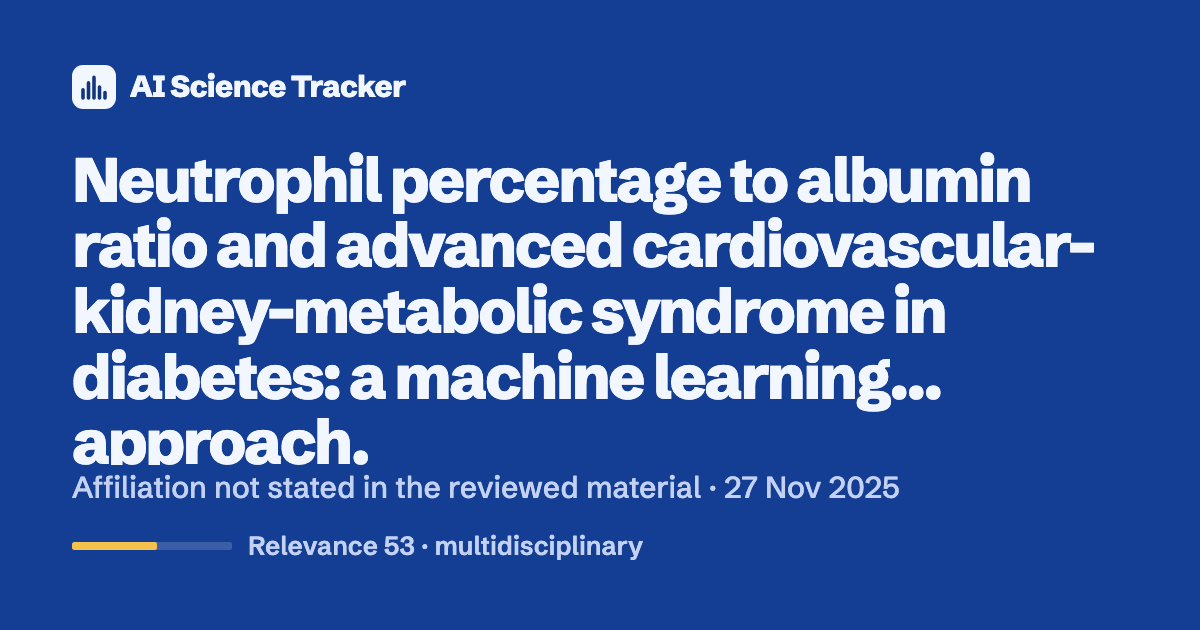 AI Science Tracker
Neutrophil percentage to albumin
ratio and advanced cardiovascular-
kidney-metabolic syndrome in
diabetes: a machine learning...
approach.
Affiliation not stated in the reviewed material · 27 Nov 2025
Relevance 53 · multidisciplinary